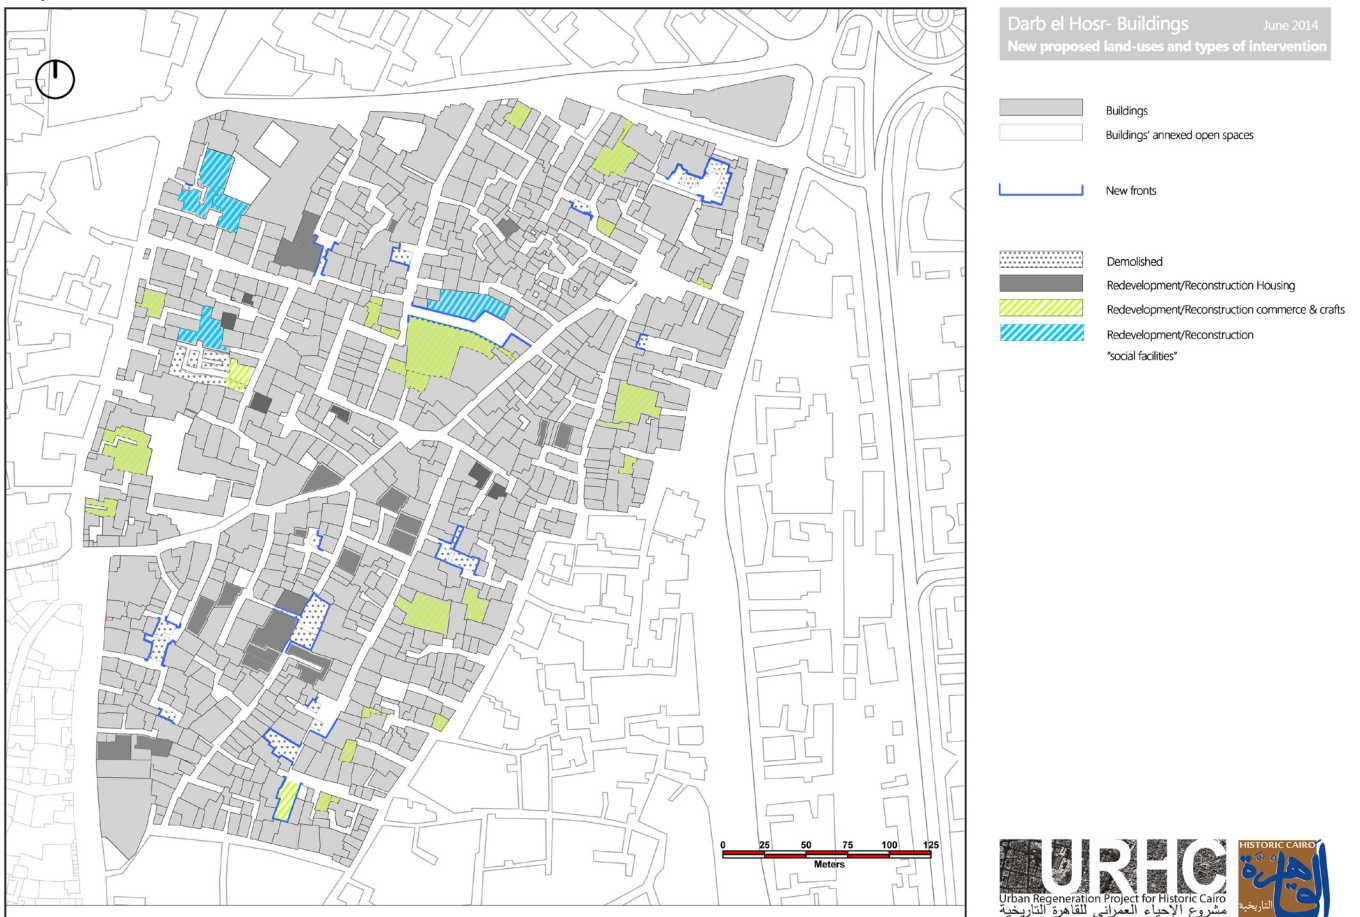 Darb el Hosr- Buildings June 2014
New proposed land-uses and types of intervention
Buildings
Buildings' annexed open spaces
New fronts
Demolished
Redevelopment/Reconstruction Housing
Redevelopment/Reconstruction commerce & crafts
Redevelopment/Reconstruction
"social facilities"
0 25 50 75 100 125
Meters
URHC
Urban Regeneration Project for Historic Cairo
مشروع الإحياء العمراني للقاهرة التاريخية
HISTORIC CAIRO
القاهرة
التاريخية